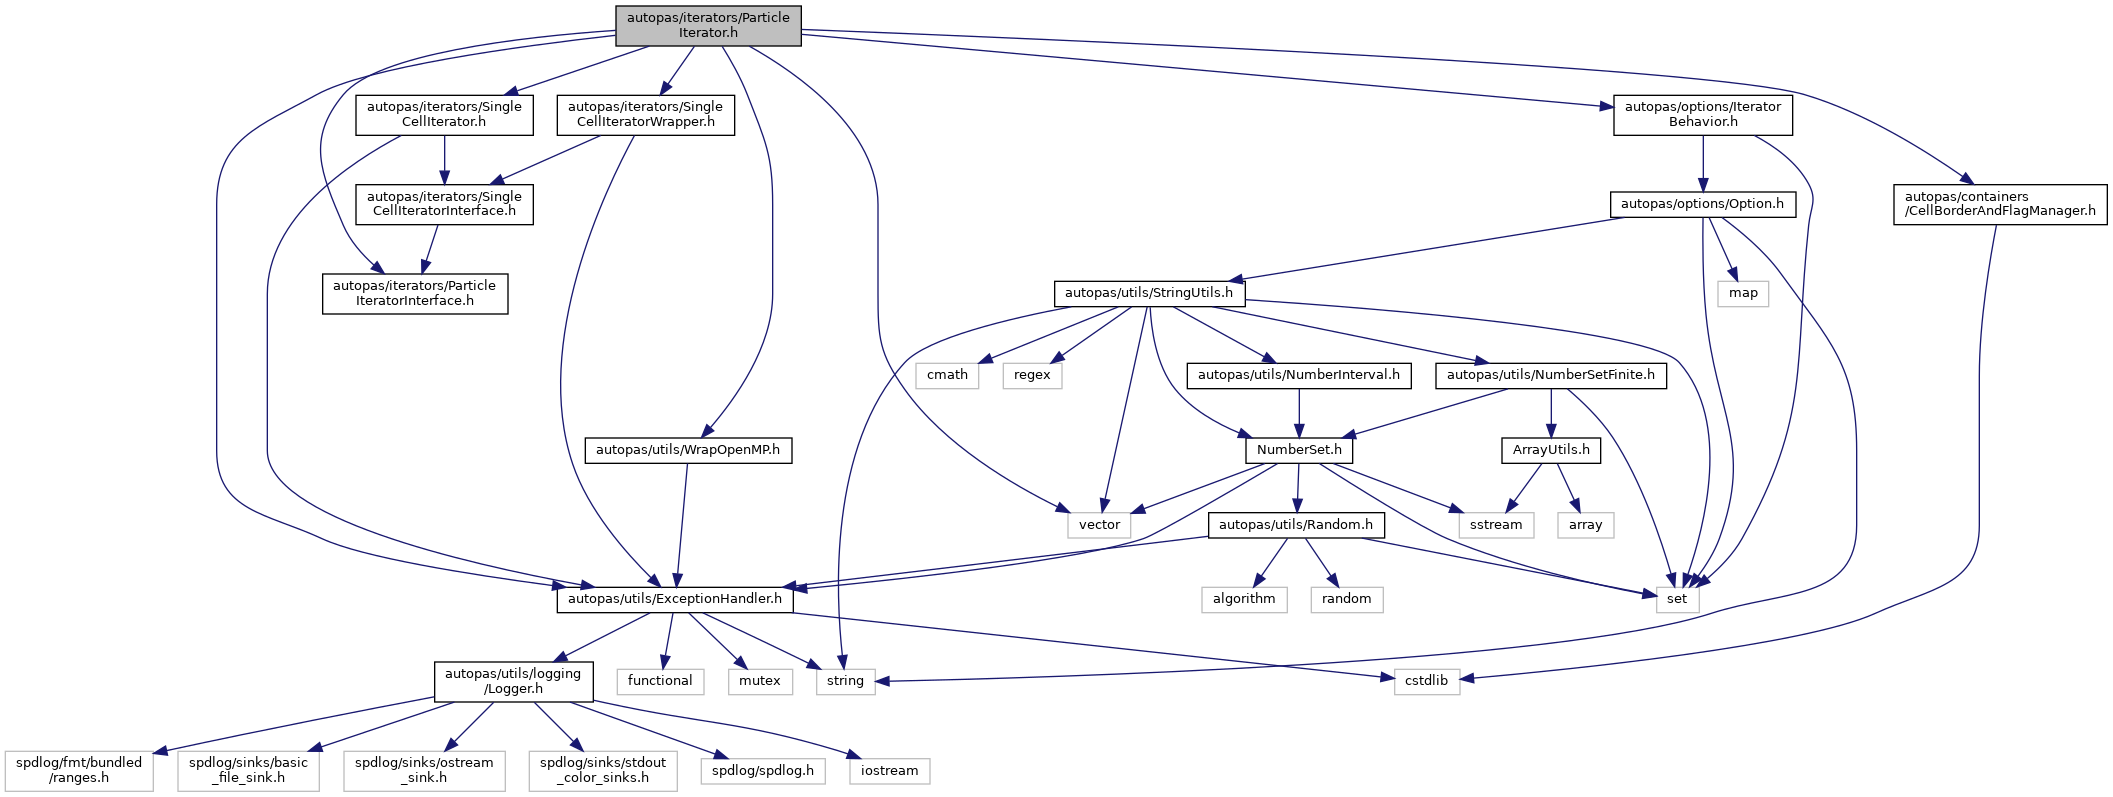 autopas/iterators/Particle
Iterator.h
autopas/iterators/Single
CellIterator.h
autopas/iterators/Single
CellIteratorWrapper.h
autopas/options/Iterator
Behavior.h
autopas/iterators/Single
CellIteratorInterface.h
autopas/options/Option.h
autopas/containers
/CellBorderAndFlagManager.h
autopas/iterators/Particle
IteratorInterface.h
autopas/utils/StringUtils.h
map
cmath
regex
autopas/utils/NumberInterval.h
autopas/utils/NumberSetFinite.h
autopas/utils/WrapOpenMP.h
NumberSet.h
ArrayUtils.h
vector
autopas/utils/Random.h
sstream
array
autopas/utils/ExceptionHandler.h
algorithm
random
set
autopas/utils/logging
/Logger.h
functional
mutex
string
cstdlib
spdlog/fmt/bundled
/ranges.h
spdlog/sinks/basic
_file_sink.h
spdlog/sinks/ostream
_sink.h
spdlog/sinks/stdout
_color_sinks.h
spdlog/spdlog.h
iostream